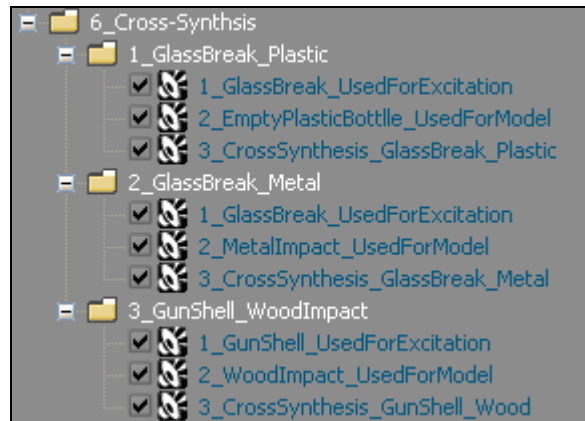 6_Cross-Synthsis
1_GlassBreak_Plastic
1_GlassBreak_UsedForExcitation
2_EmptyPlasticBottlle_UsedForModel
3_CrossSynthesis_GlassBreak_Plastic
2_GlassBreak_Metal
1_GlassBreak_UsedForExcitation
2_MetalImpact_UsedForModel
3_CrossSynthesis_GlassBreak_Metal
3_GunShell_WoodImpact
1_GunShell_UsedForExcitation
2_WoodImpact_UsedForModel
3_CrossSynthesis_GunShell_Wood